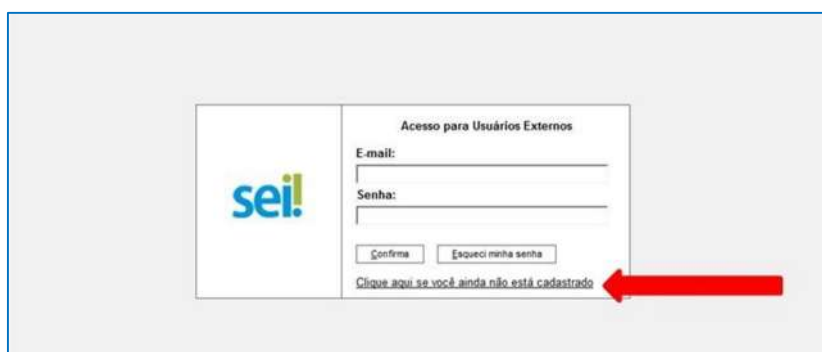 Acesso para Usuários Externos
E-mail:
sei!
Senha:
Confirma Esqueci minha senha
Clique aqui se você ainda não está cadastrado